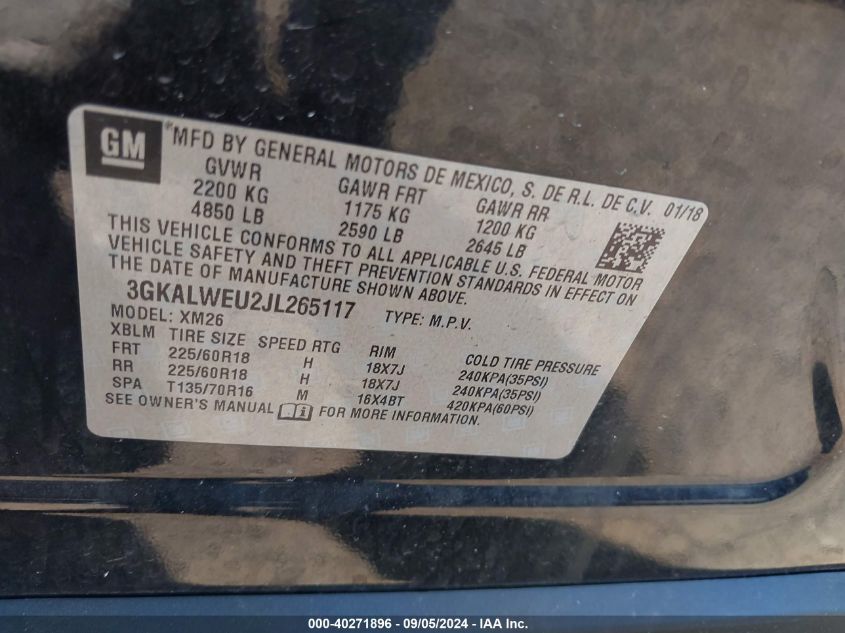 GM
*MFD BY GENERAL MOTORS DE MEXICO, S. DE R.L. DE C.V. 01/18
GVWR GAWR FRT GAWR RR
2200 KG 1175 KG 1200 KG
4850 LB 2590 LB 2645 LB
THIS VEHICLE CONFORMS TO ALL APPLICABLE U.S. FEDERAL MOTOR
VEHICLE SAFETY AND THEFT PREVENTION STANDARDS IN EFFECT ON
THE DATE OF MANUFACTURE SHOWN ABOVE.
3GKALWEU2JL265117 TYPE: M.P.V.
MODEL: XM26
XBLM TIRE SIZE SPEED RTG RIM COLD TIRE PRESSURE
FRT 225/60R18 H 18X7J 240KPA(35PSI)
RR 225/60R18 H 18X7J 240KPA(35PSI)
SPA T135/70R16 M 16X4BT 420KPA(60PSI)
SEE OWNER'S MANUAL i FOR MORE INFORMATION.
000-40271896 - 09/05/2024 - IAAI.com